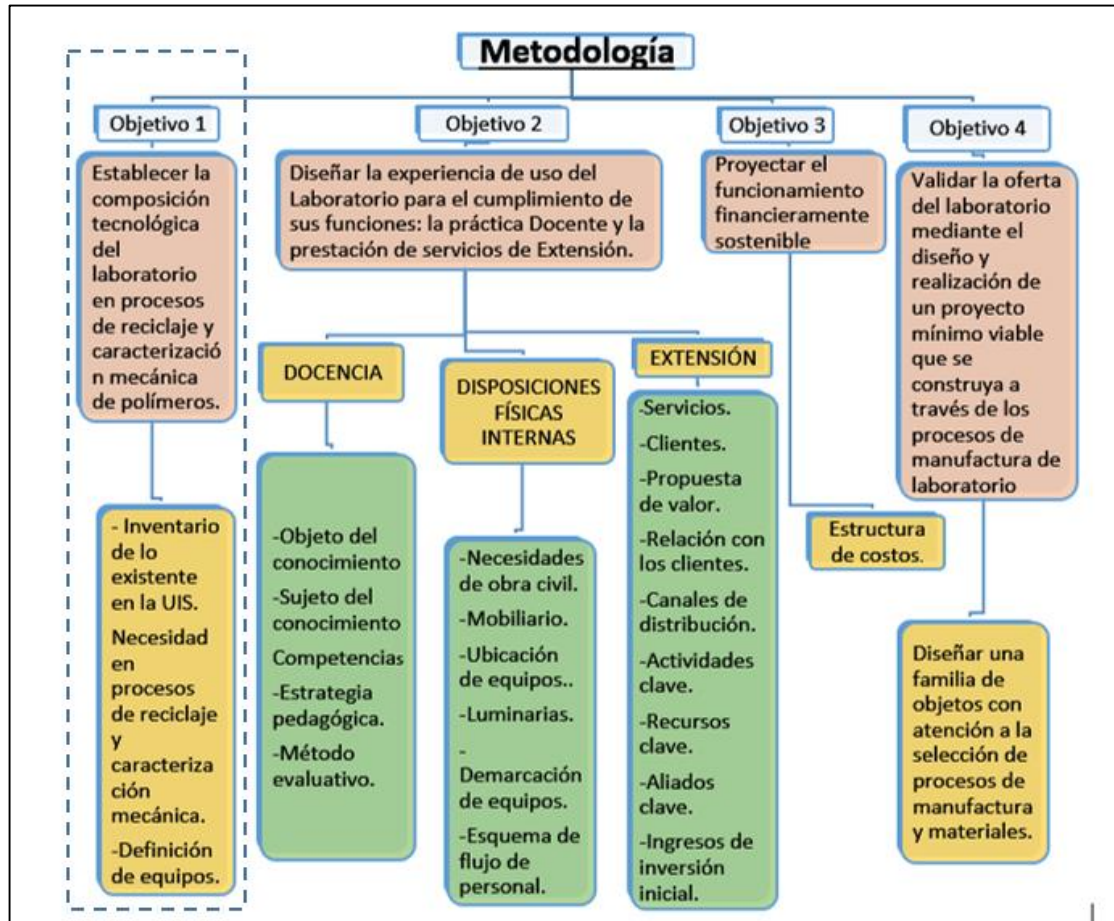 Metodología
Objetivo 1
Establecer la
composición
tecnológica
del
laboratorio
en procesos
de reciclaje y
caracterizació
n mecánica
de polímeros.
- Inventario
de lo
existente
en la UIS.
Necesidad
en
procesos
de reciclaje
y
caracteriza
ción
mecánica.
-Definición
de equipos.
Objetivo 2
Diseñar la experiencia de uso del
Laboratorio para el cumplimiento de
sus funciones: la práctica Docente y la
prestación de servicios de Extensión.
DOCENCIA
-Objeto del
conocimiento
-Sujeto del
conocimiento
Competencias
-Estrategia
pedagógica.
-Método
evaluativo.
DISPOSICIONES
FÍSICAS
INTERNAS
-Necesidades
de obra civil.
-Mobiliario.
-Ubicación
de equipos..
-Luminarias.
-
Demarcación
de equipos.
-Esquema de
flujo de
personal.
EXTENSIÓN
-Servicios.
-Clientes.
-Propuesta
de valor.
-Relación con
los clientes.
-Canales de
distribución.
-Actividades
clave.
-Recursos
clave.
-Aliados
clave.
-Ingresos de
inversión
inicial.
Objetivo 3
Proyectar el
funcionamiento
financieramente
sostenible
Estructura
de costos.
Objetivo 4
Validar la oferta
del laboratorio
mediante el
diseño y
realización de
un proyecto
mínimo viable
que se
construya a
través de los
procesos de
manufactura de
laboratorio
Diseñar una
familia de
objetos con
atención a la
selección de
procesos de
manufactura
y materiales.